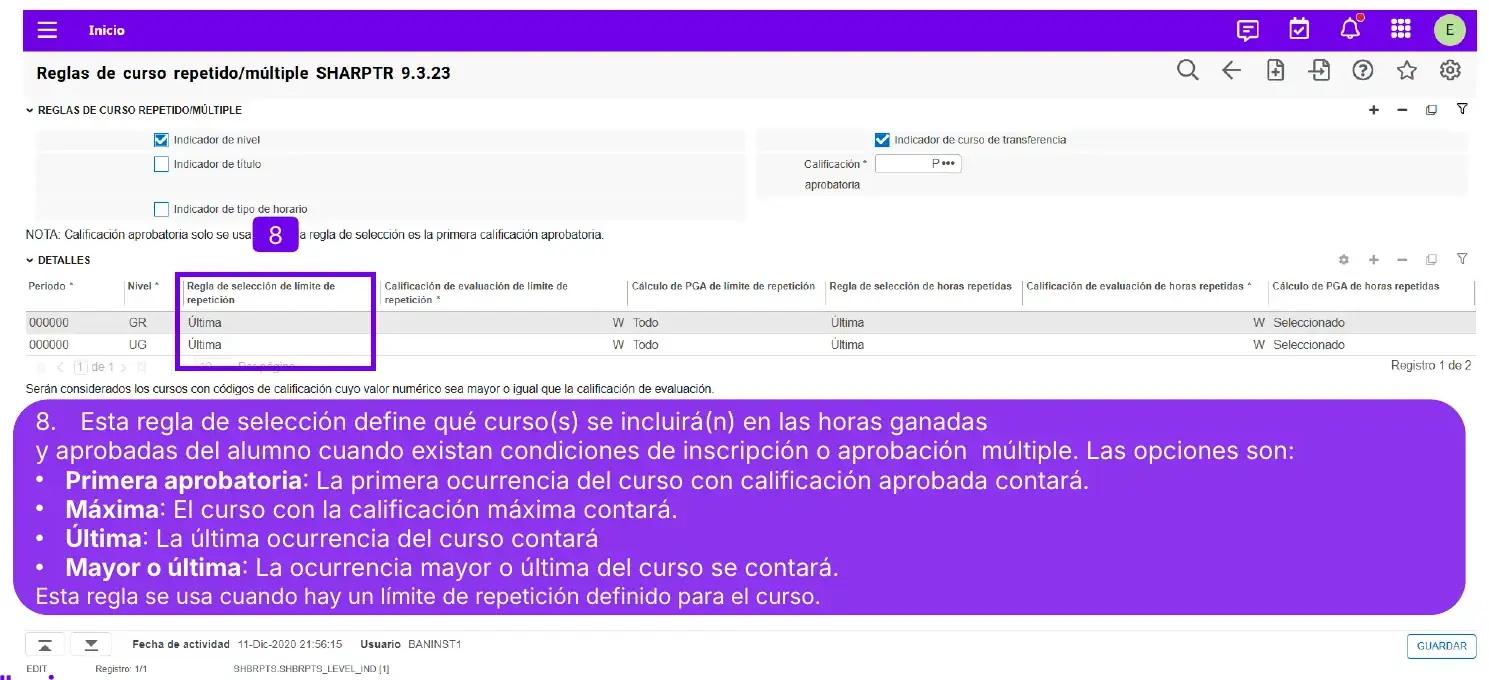 Inicio
E
Reglas de curso repetido/múltiple SHARPTR 9.3.23
REGLAS DE CURSO REPETIDO/MÚLTIPLE
Indicador de nivel
Indicador de curso de transferencia
Indicador de título
Calificación * P•••
aprobatoria
Indicador de tipo de horario
NOTA: Calificación aprobatoria solo se usa 8 a regla de selección es la primera calificación aprobatoria.
DETALLES
Periodo * Nivel * Regla de selección de límite de repetición Calificación de evaluación de límite de repetición * Cálculo de PGA de límite de repetición Regla de selección de horas repetidas Calificación de evaluación de horas repetidas * Cálculo de PGA de horas repetidas
000000 GR Última W Todo Última W Seleccionado
000000 UG Última W Todo Última W Seleccionado
1 de 1 10 Por página Registro 1 de 2
Serán considerados los cursos con códigos de calificación cuyo valor numérico sea mayor o igual que la calificación de evaluación.
8. Esta regla de selección define qué curso(s) se incluirá(n) en las horas ganadas
y aprobadas del alumno cuando existan condiciones de inscripción o aprobación múltiple. Las opciones son:
• Primera aprobatoria: La primera ocurrencia del curso con calificación aprobada contará.
• Máxima: El curso con la calificación máxima contará.
• Última: La última ocurrencia del curso contará
• Mayor o última: La ocurrencia mayor o última del curso se contará.
Esta regla se usa cuando hay un límite de repetición definido para el curso.
Fecha de actividad 11-Dic-2020 21:56:15 Usuario BANINST1
GUARDAR
EDIT Registro: 1/1 SHBRPTS.SHBRPTS_LEVEL_IND [1]